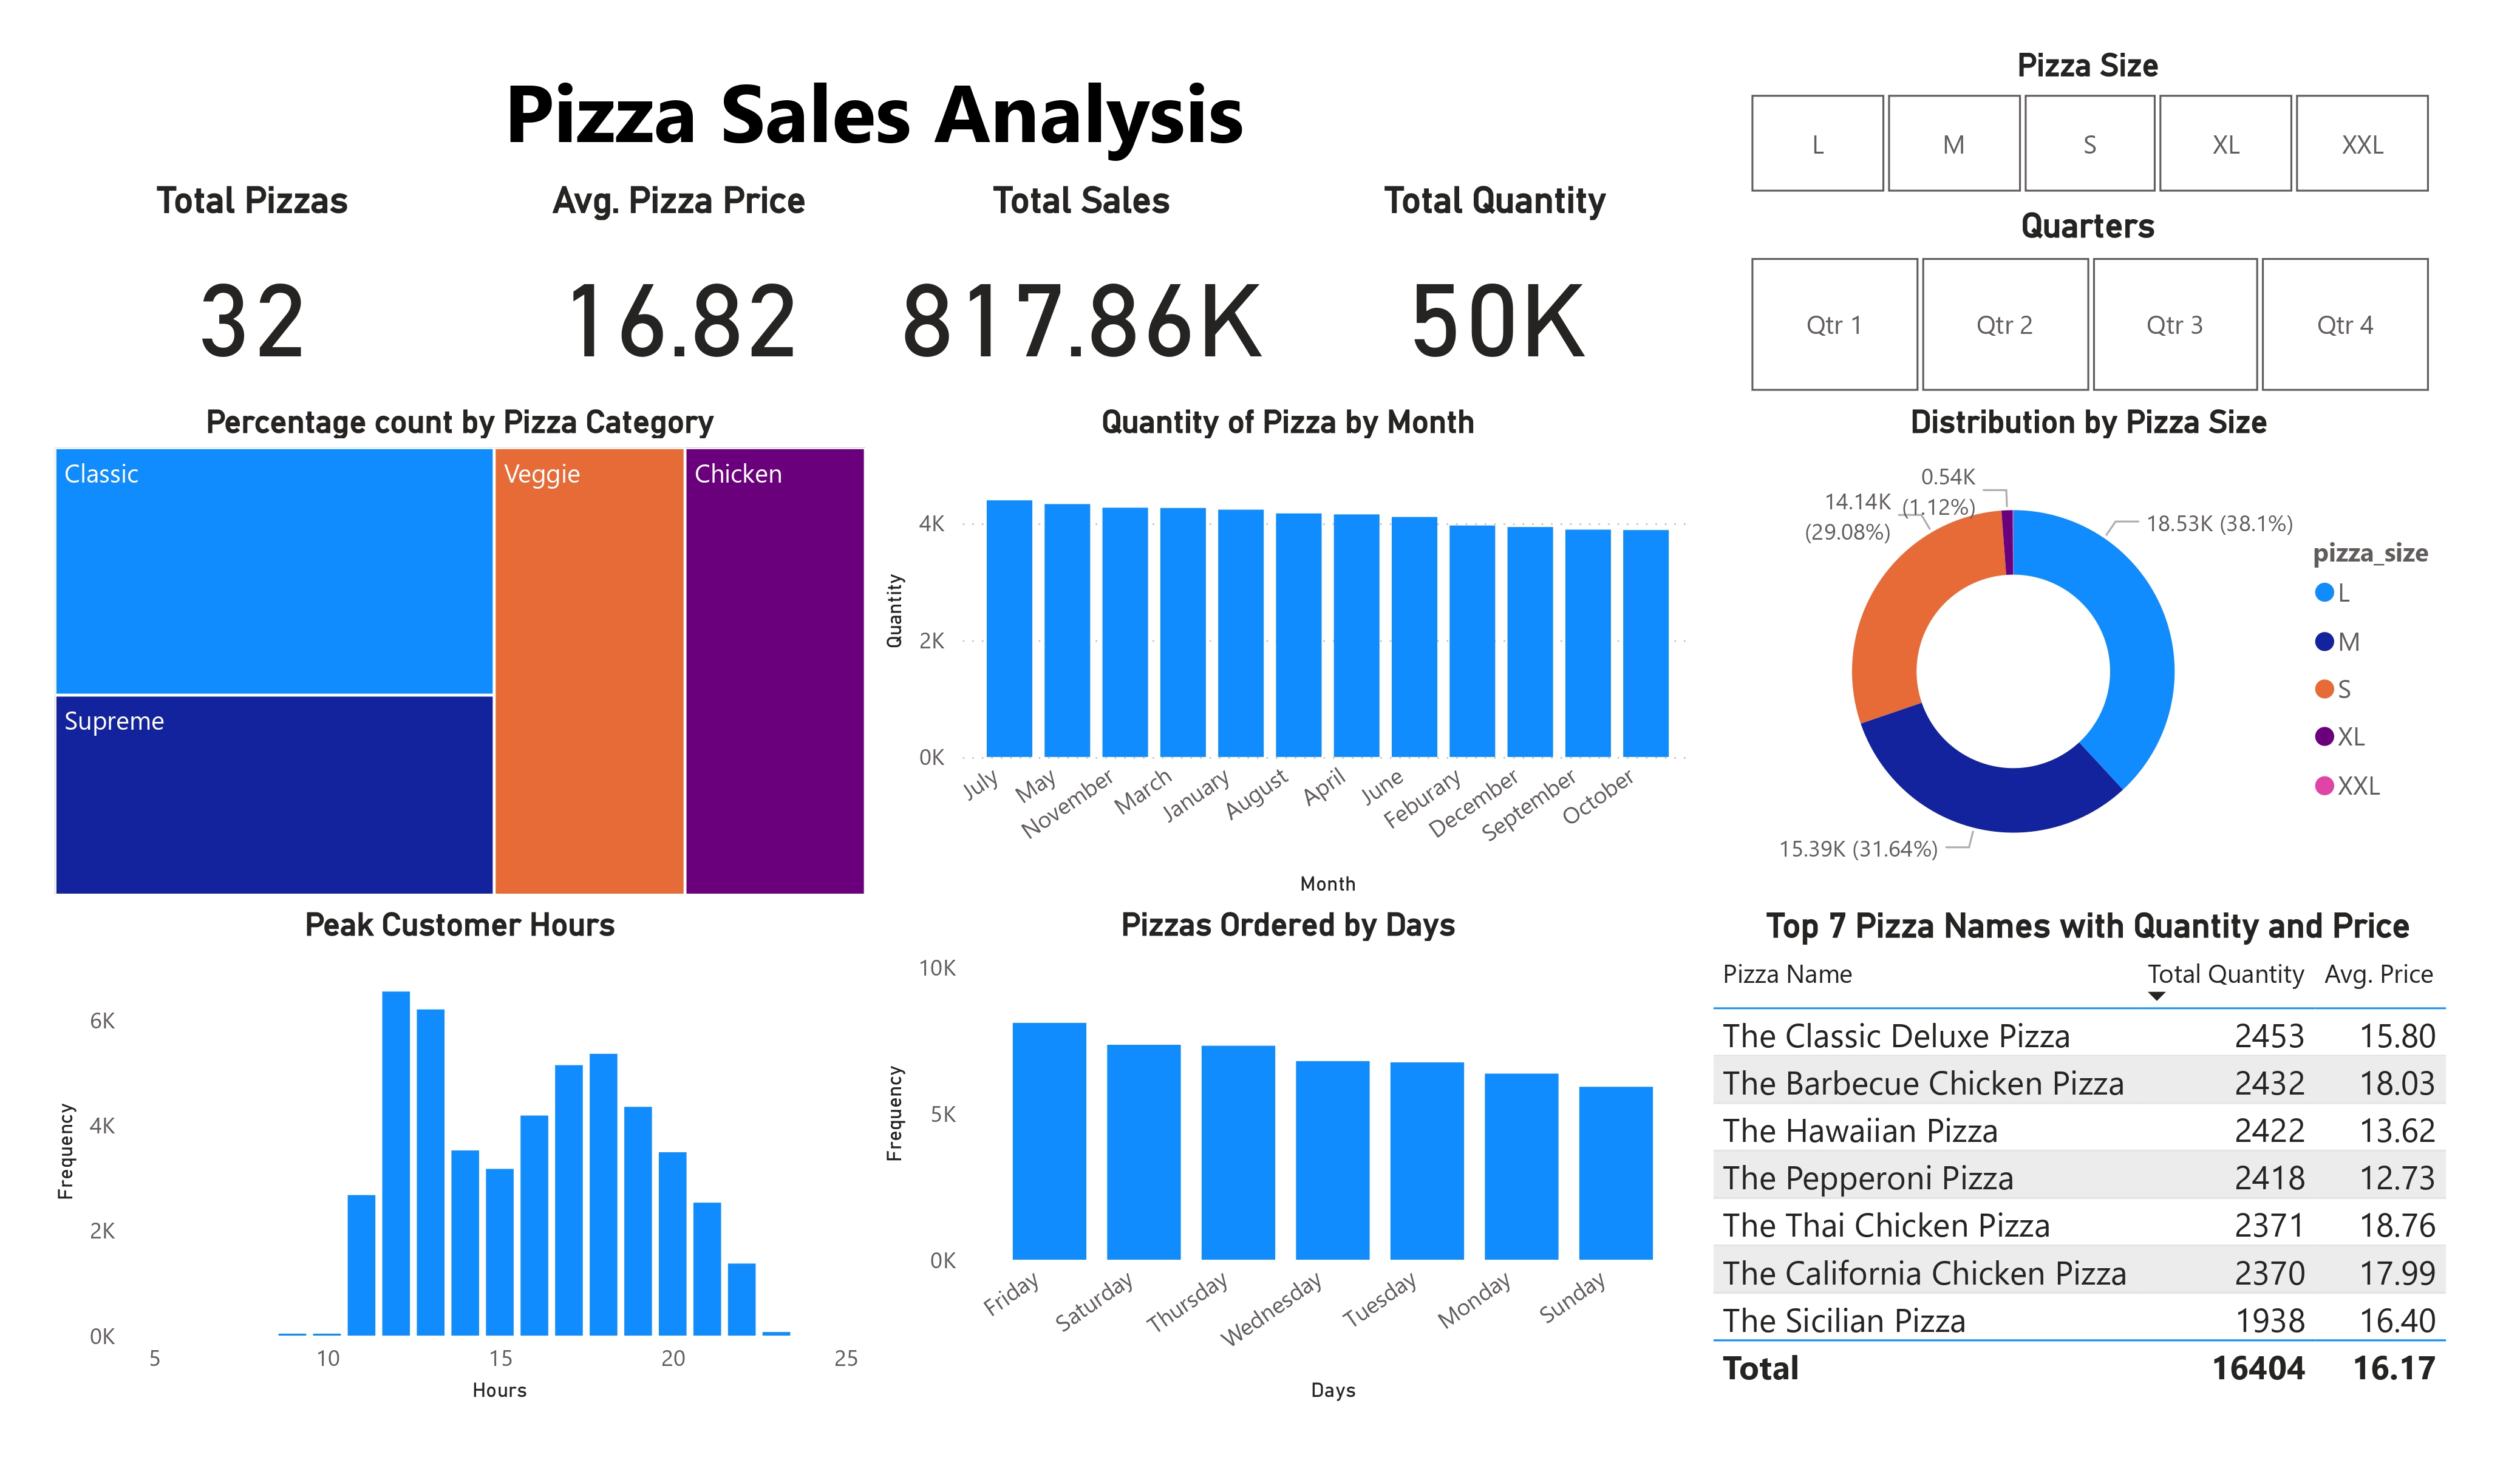 Pizza Sales Analysis
Pizza Size
L M S XL XXL
Quarters
Qtr 1 Qtr 2 Qtr 3 Qtr 4
Total Pizzas
32
Avg. Pizza Price
16.82
Total Sales
817.86K
Total Quantity
50K
Percentage count by Pizza Category
Classic
Veggie
Chicken
Supreme
Quantity of Pizza by Month
Quantity
4K
2K
0K
July
May
November
March
January
August
April
June
Feburary
December
September
October
Month
Distribution by Pizza Size
0.54K
(1.12%)
14.14K
(29.08%)
18.53K (38.1%)
15.39K (31.64%)
pizza_size
L
M
S
XL
XXL
Peak Customer Hours
Frequency
6K
4K
2K
0K
5 10 15 20 25
Hours
Pizzas Ordered by Days
Frequency
10K
5K
0K
Friday
Saturday
Thursday
Wednesday
Tuesday
Monday
Sunday
Days
Top 7 Pizza Names with Quantity and Price
Pizza Name Total Quantity Avg. Price
The Classic Deluxe Pizza 2453 15.80
The Barbecue Chicken Pizza 2432 18.03
The Hawaiian Pizza 2422 13.62
The Pepperoni Pizza 2418 12.73
The Thai Chicken Pizza 2371 18.76
The California Chicken Pizza 2370 17.99
The Sicilian Pizza 1938 16.40
Total 16404 16.17